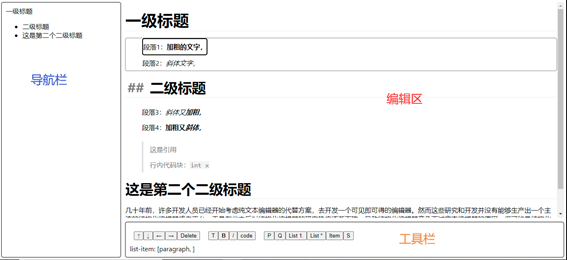 一级标题
二级标题
这是第二个二级标题
导航栏
一级标题
段落1：加粗的文字，
段落2：斜体文字，
## 二级标题
编辑区
段落3：斜体又加粗，
段落4：加粗又斜体，
这是引用
行内代码块：int x
这是第二个二级标题
几十年前，许多开发人员已经开始考虑纯文本编辑器的代替方案，去开发一个可见即可得的编辑器，然而这些研究和开发并没有能够生产出一个主
↑ ↓ ← → Delete T B I code P Q List 1. List * Item S
工具栏
list-item: [paragraph, ]